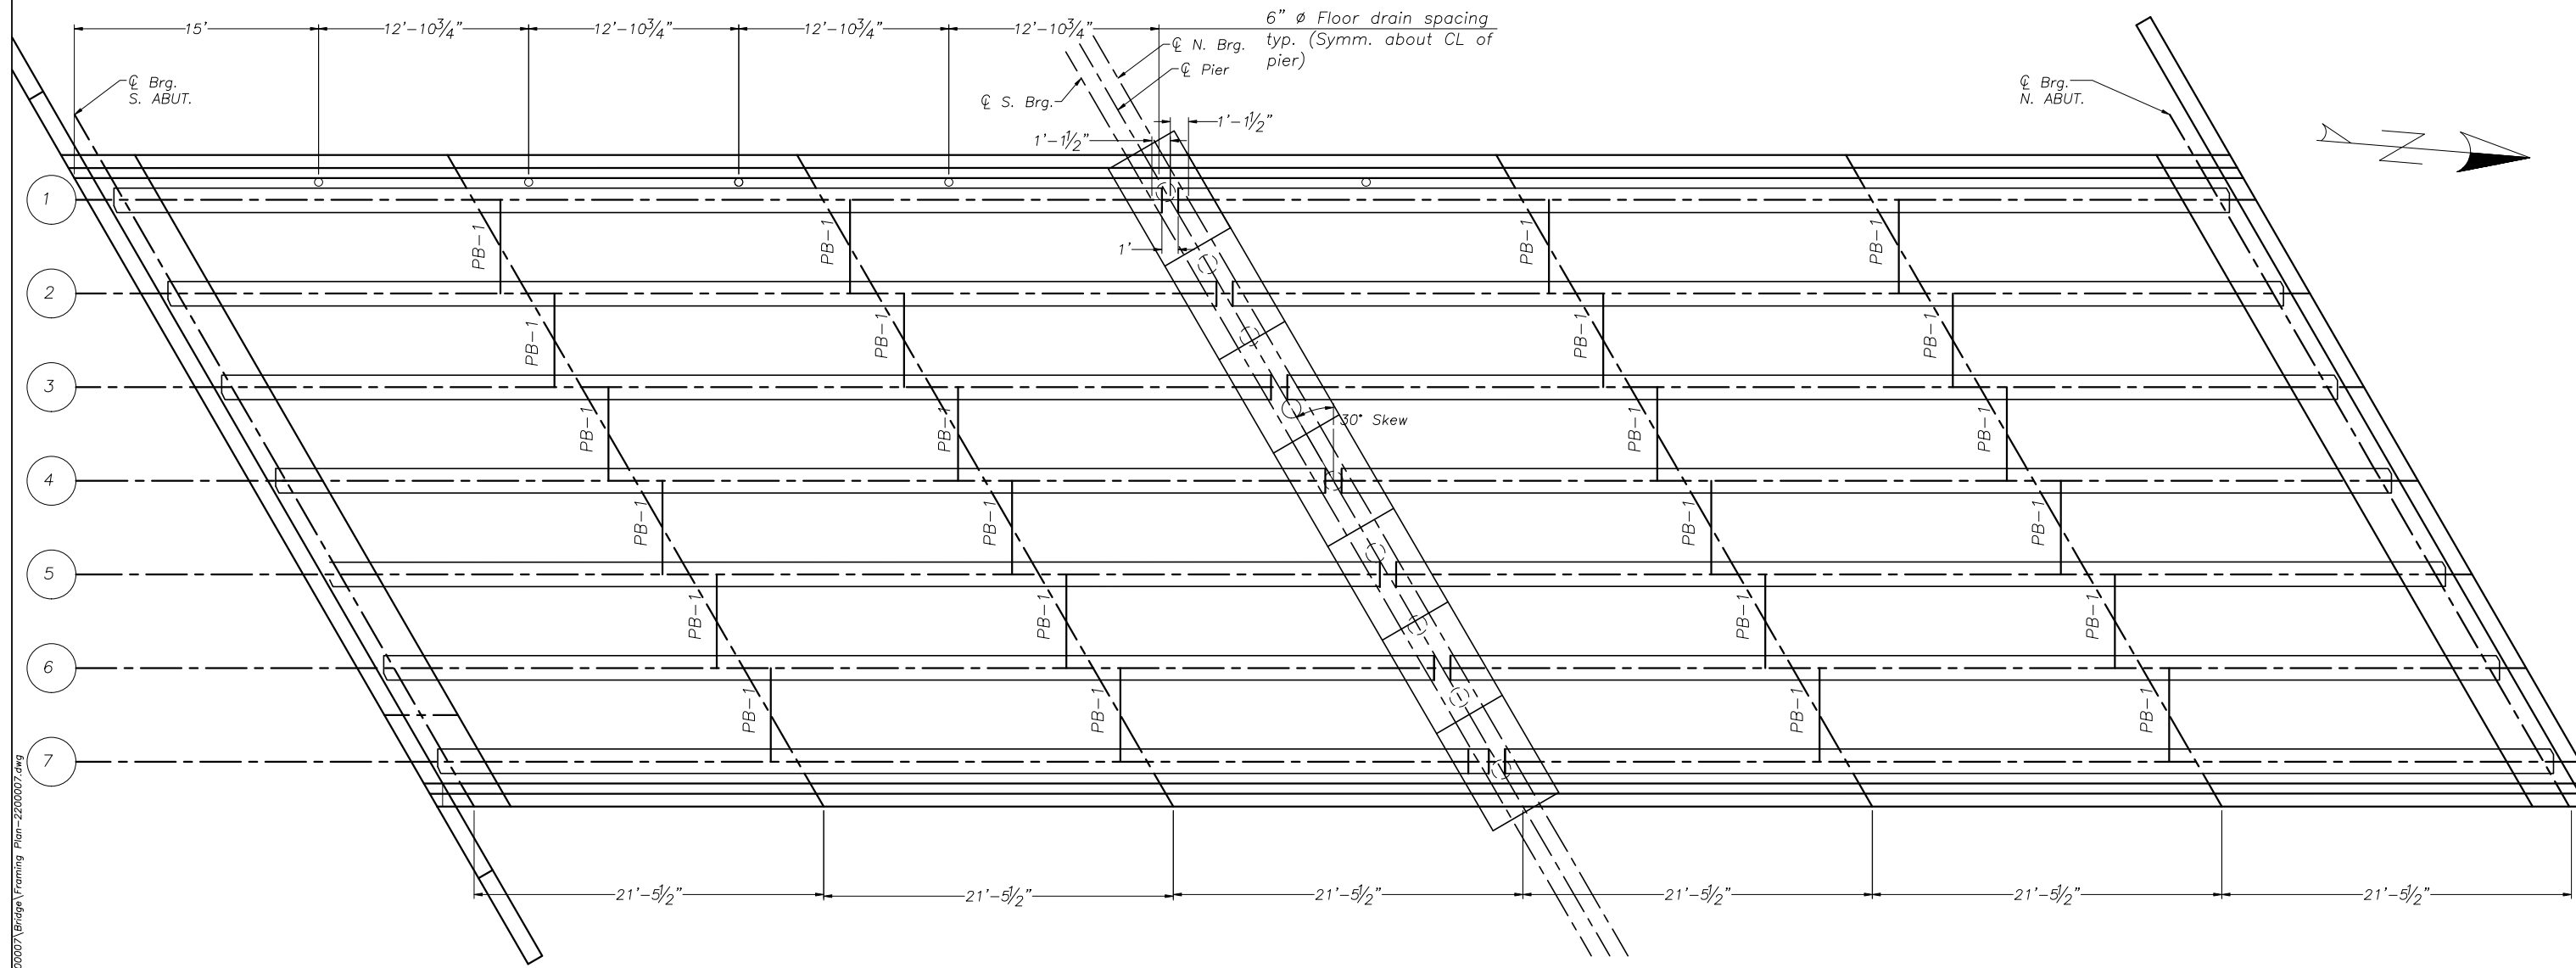 15' 12'-10¾" 12'-10¾" 12'-10¾" 12'-10¾"
6" ø Floor drain spacing
typ. (Symm. about CL of
pier)
℄ N. Brg.
℄ Pier
℄ S. Brg.
℄ Brg.
S. ABUT.
℄ Brg.
N. ABUT.
1'-1½"
1'-1½"
1'
N
1
PB-1 PB-1 PB-1 PB-1
2
PB-1 PB-1 PB-1 PB-1
3
30° Skew
PB-1 PB-1 PB-1 PB-1
4
PB-1 PB-1 PB-1 PB-1
5
PB-1 PB-1 PB-1 PB-1
6
PB-1 PB-1 PB-1 PB-1
7
21'-5½" 21'-5½" 21'-5½" 21'-5½" 21'-5½" 21'-5½"
00007\Bridge\Framing Plan-2200007.dwg